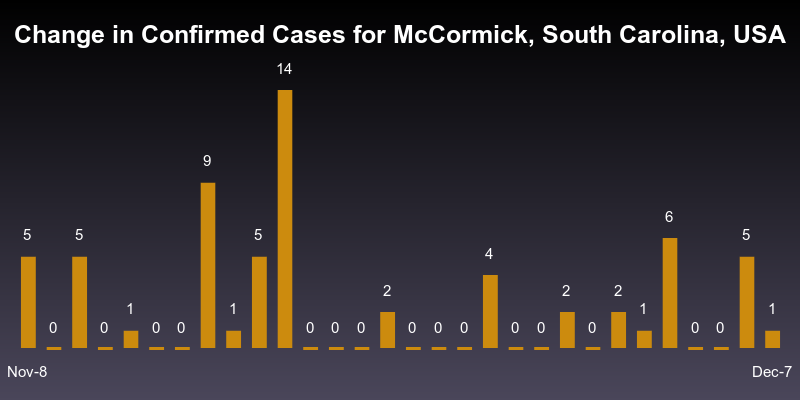 Change in Confirmed Cases for McCormick, South Carolina, USA
14
9
6
5 5 5 5
4
2 2 2
1 1 1 1
0 0 0 0 0 0 0 0 0 0 0 0 0 0 0 0
Nov-8 Dec-7